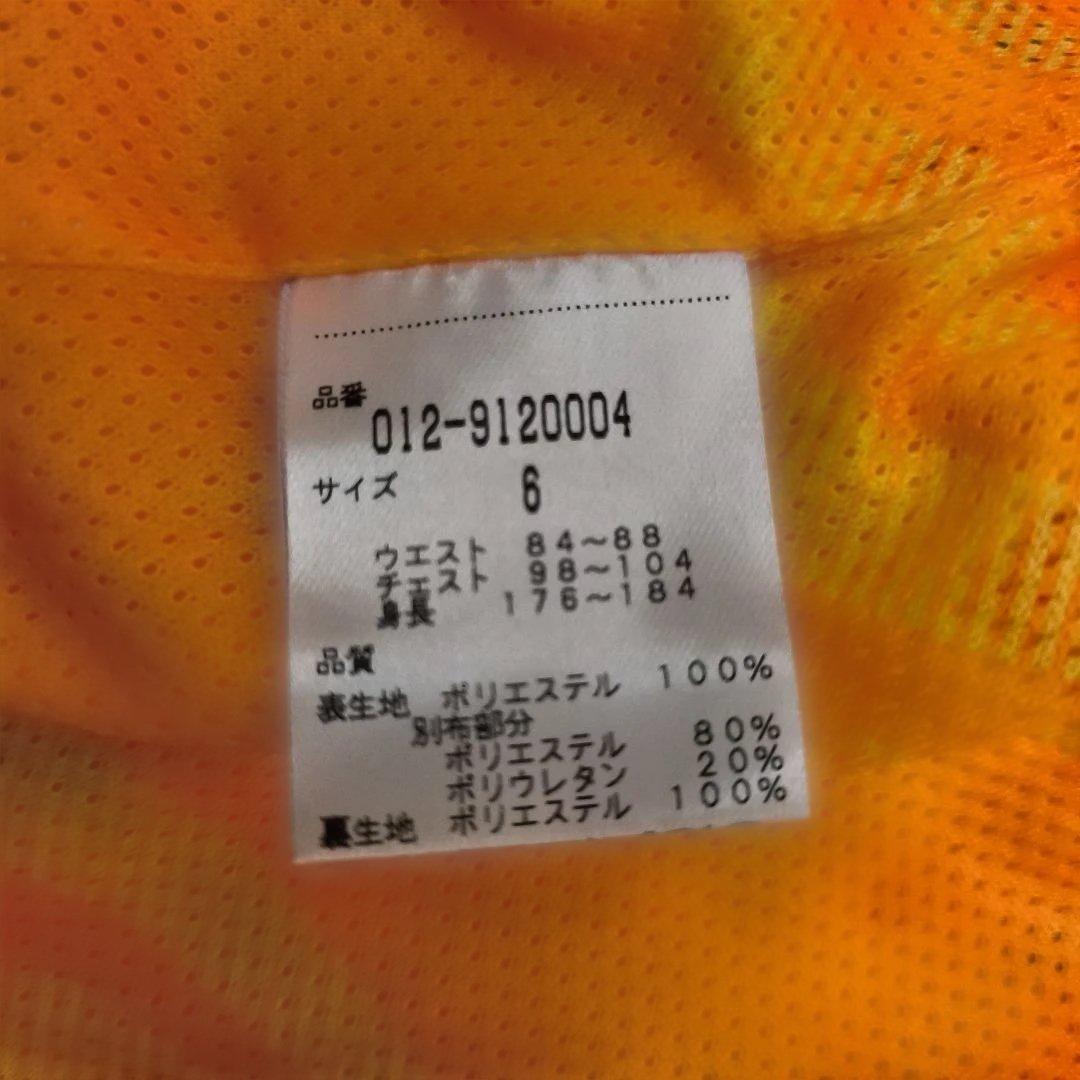 品番
012-9120004
サイズ 6
ウエスト 84~88
チェスト 98~104
身長 176~184
品質
表生地 ポリエステル 100%
別布部分
ポリエステル 80%
ポリウレタン 20%
裏生地 ポリエステル 100%